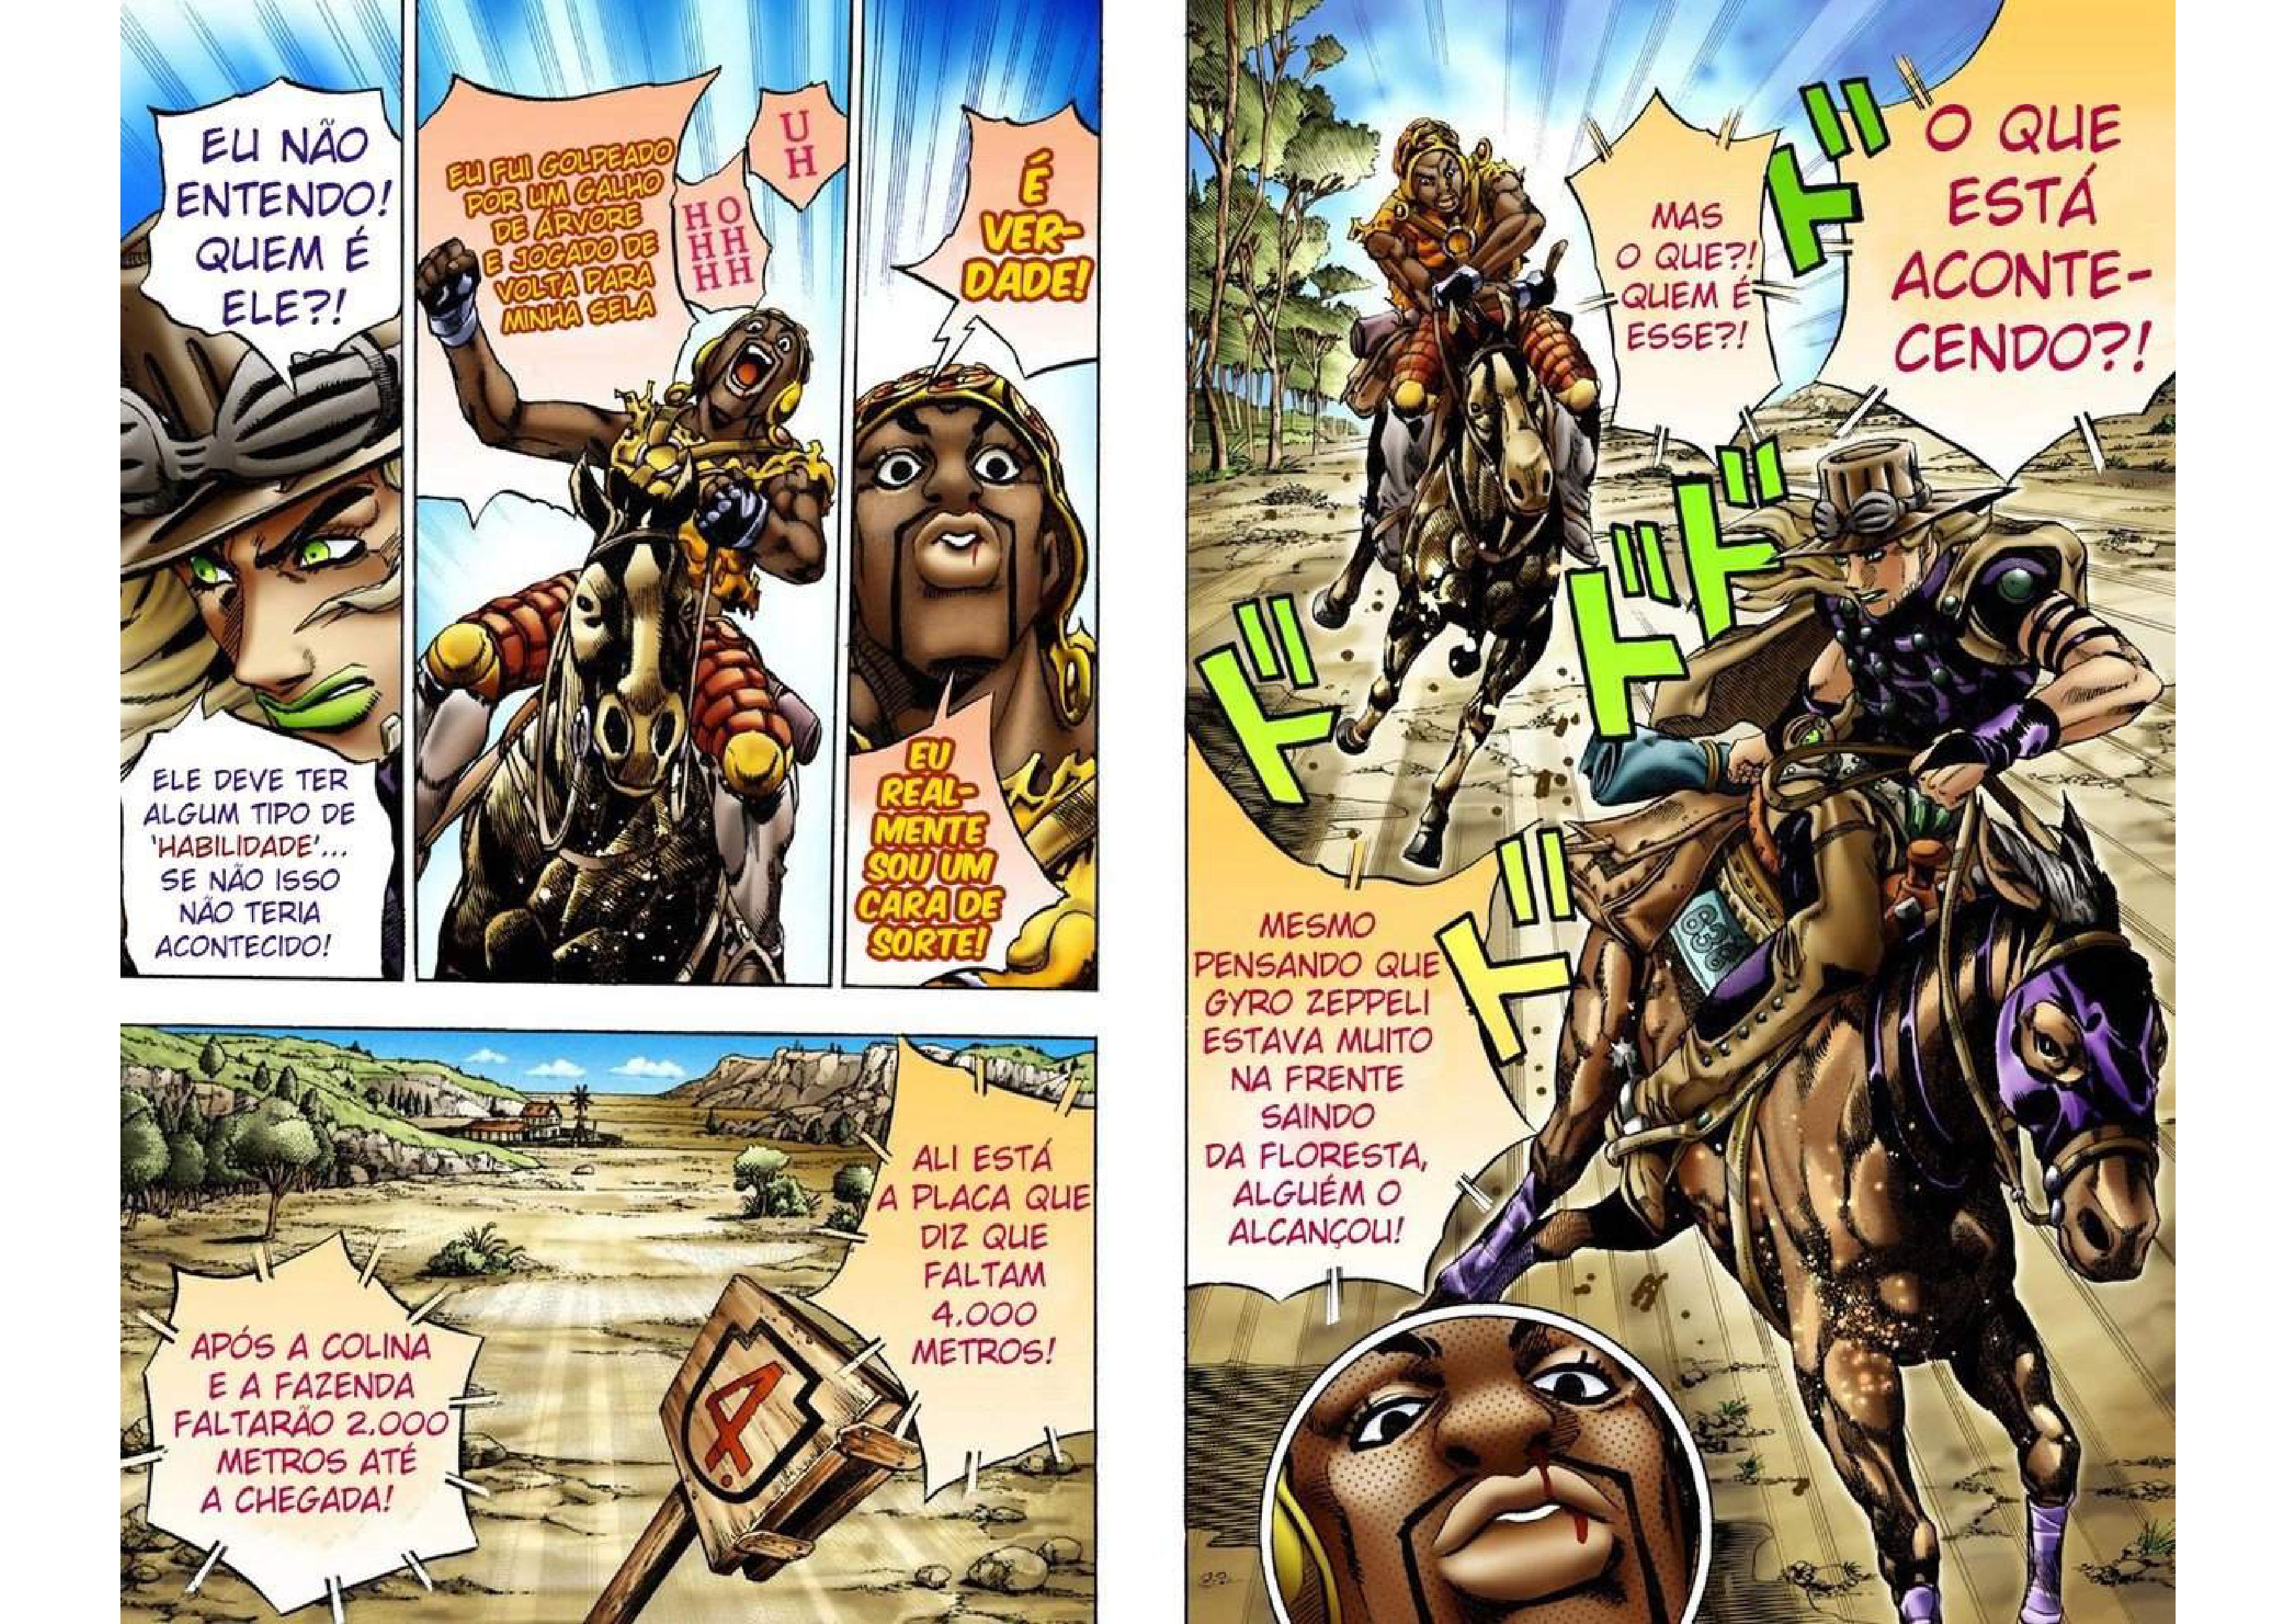 O QUE
ESTÁ
ACONTE-
CENDO?!
MAS
O QUE?!
QUEM É
ESSE?!
ド
ド
ド
ド
ド
MESMO
PENSANDO QUE
GYRO ZEPPELI
ESTAVA MUITO
NA FRENTE
SAINDO
DA FLORESTA,
ALGUÉM O
ALCANÇOU!
É
VER-
DADE!
EU
REAL-
MENTE
SOU UM
CARA DE
SORTE!
U
H
HO
HH
HH
EU FUI GOLPEADO
POR UM GALHO
DE ÁRVORE
E JOGADO DE
VOLTA PARA
MINHA SELA
EU NÃO
ENTENDO!
QUEM É
ELE?!
ELE DEVE TER
ALGUM TIPO DE
'HABILIDADE'...
SE NÃO ISSO
NÃO TERIA
ACONTECIDO!
ALI ESTÁ
A PLACA QUE
DIZ QUE
FALTAM
4.000
METROS!
4
APÓS A COLINA
E A FAZENDA
FALTARÃO 2.000
METROS ATÉ
A CHEGADA!